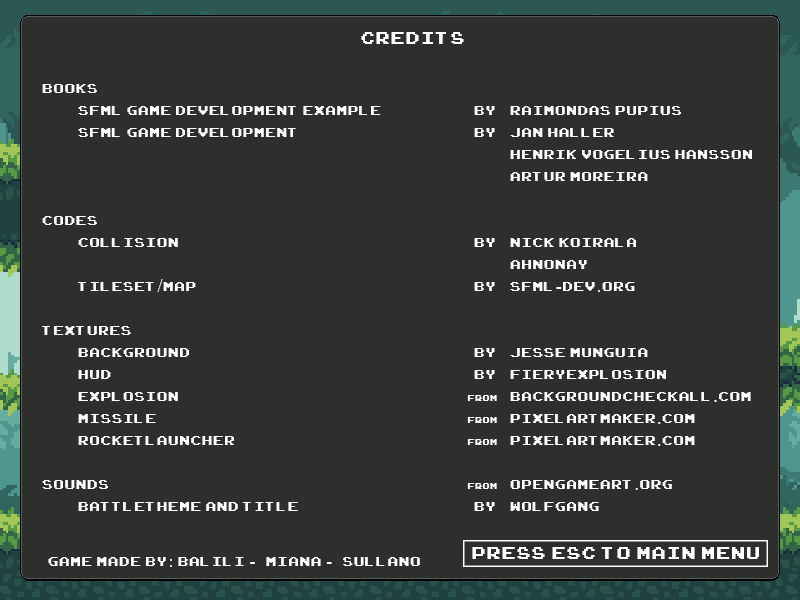 CREDITS
BOOKS
SFML GAME DEVELOPMENT EXAMPLE BY RAIMONDAS PUPIUS
SFML GAME DEVELOPMENT BY JAN HALLER
HENRIK VOGELIUS HANSSON
ARTUR MOREIRA
CODES
COLLISION BY NICK KOIRALA
AHNONAY
TILESET/MAP BY SFML-DEV.ORG
TEXTURES
BACKGROUND BY JESSE MUNGUIA
HUD BY FIERYEXPLOSION
EXPLOSION FROM BACKGROUNDCHECKALL.COM
MISSILE FROM PIXELARTMAKER.COM
ROCKETLAUNCHER FROM PIXELARTMAKER.COM
SOUNDS FROM OPENGAMEART.ORG
BATTLETHEME AND TITLE BY WOLFGANG
GAME MADE BY: BALILI - MIANA - SULLANO
PRESS ESC TO MAIN MENU